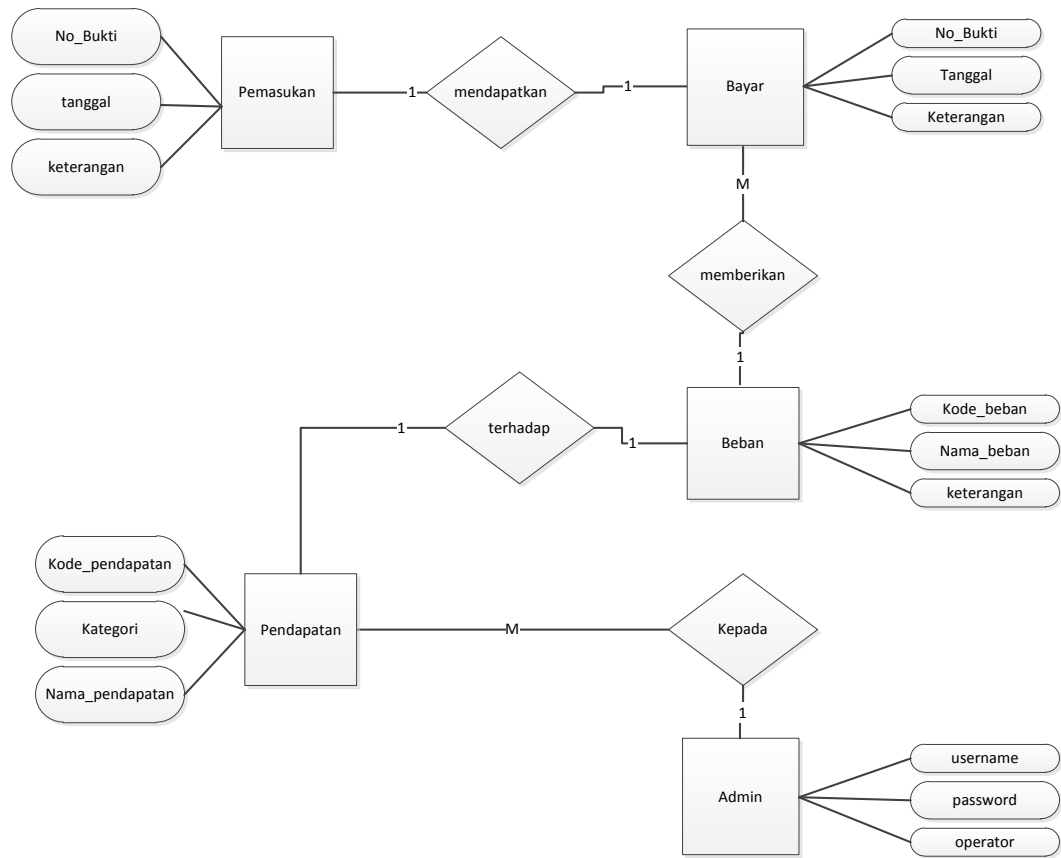 No_Bukti
tanggal
keterangan
Pemasukan
1
mendapatkan
1
Bayar
No_Bukti
Tanggal
Keterangan
M
memberikan
1
Beban
Kode_beban
Nama_beban
keterangan
1
terhadap
1
Kode_pendapatan
Kategori
Nama_pendapatan
Pendapatan
M
Kepada
1
Admin
username
password
operator